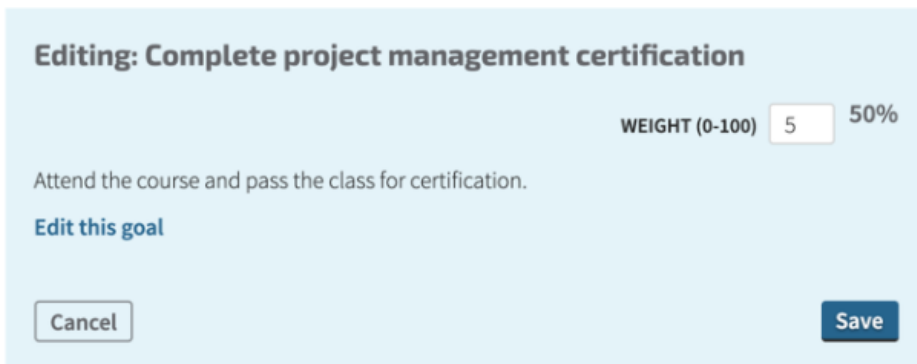 Editing: Complete project management certification
WEIGHT (0-100) 5 50%
Attend the course and pass the class for certification.
Edit this goal
Cancel Save